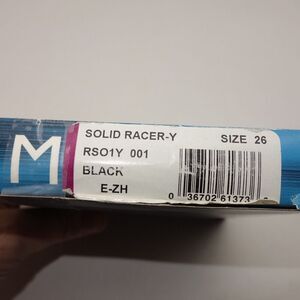 SOLID RACER-Y SIZE 26
RSO1Y 001
M
BLACK
E-ZH
0 36702 61373